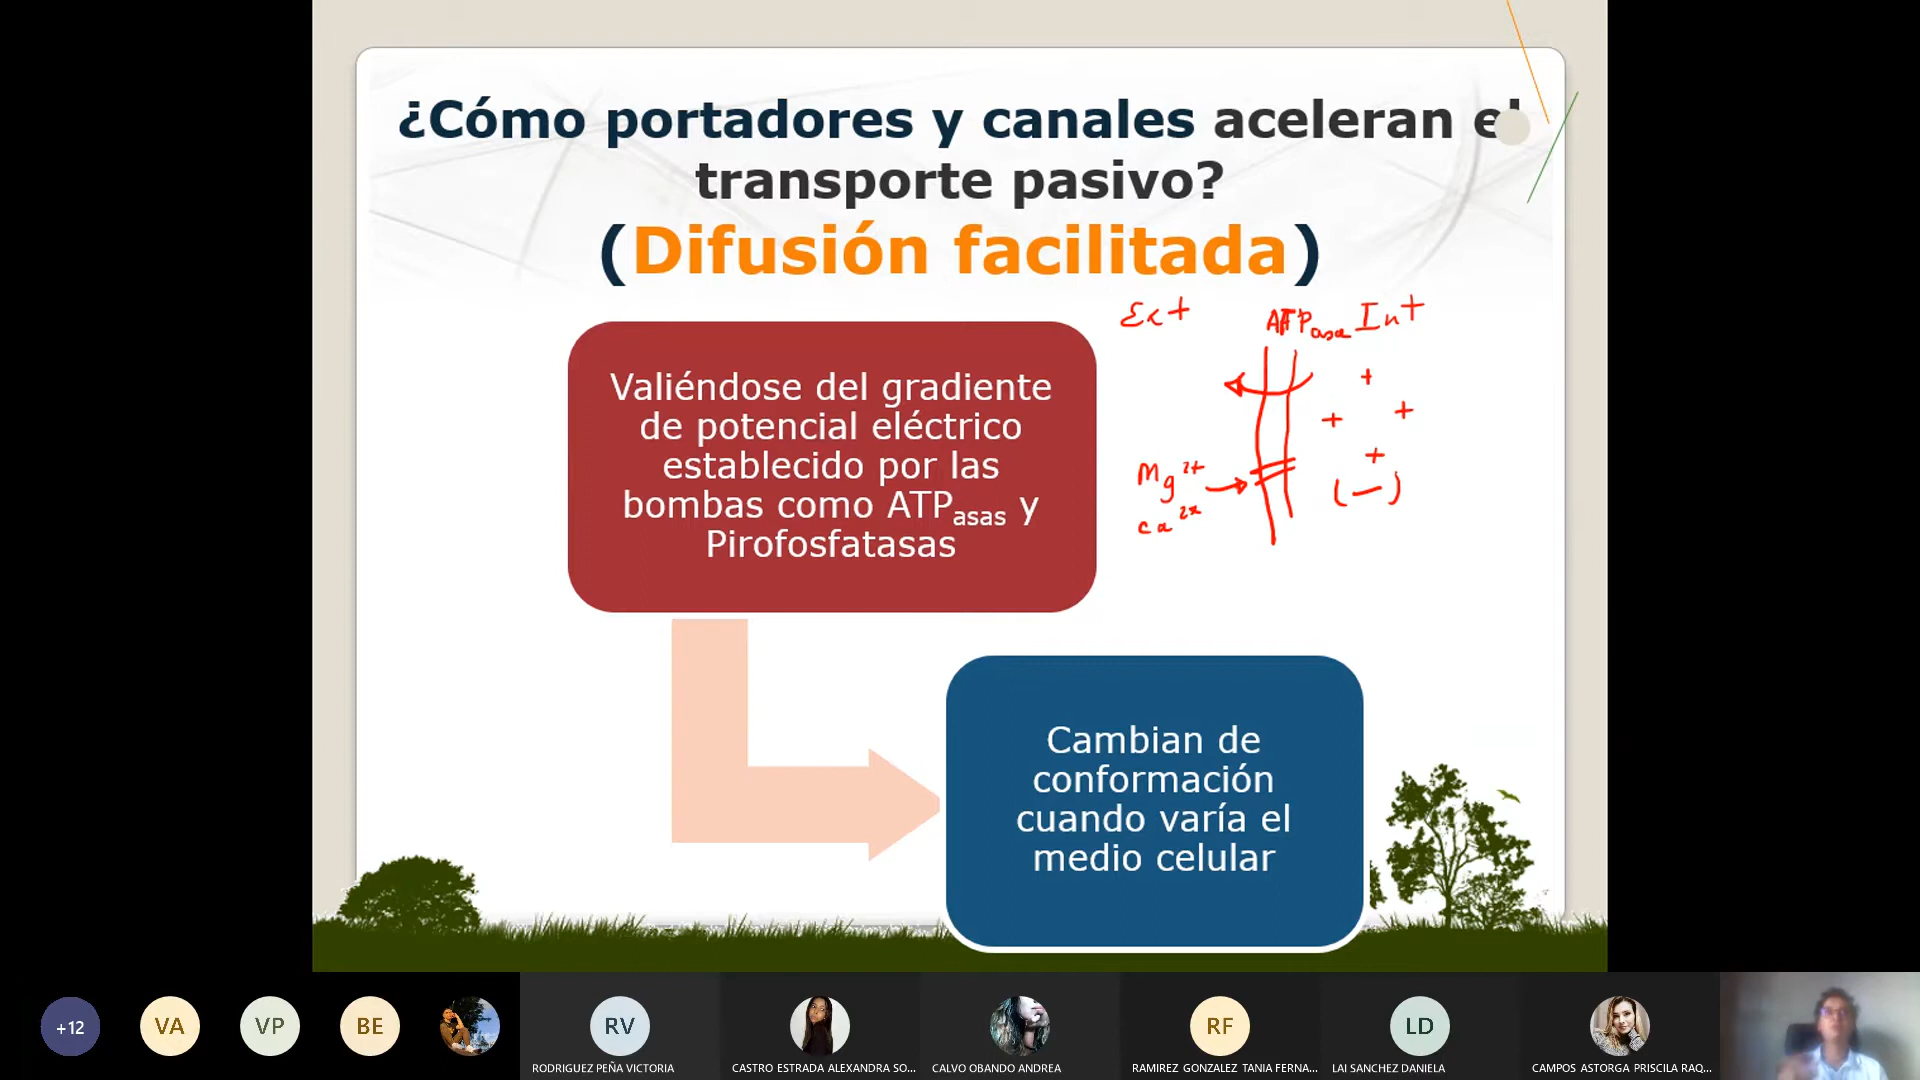 ¿Cómo portadores y canales aceleran el
transporte pasivo?
(Difusión facilitada)
Valiéndose del gradiente
de potencial eléctrico
establecido por las
bombas como ATPasas y
Pirofosfatasas
Ext
ATPasa Int
+
+ +
+
(−)
Mg2+
Ca2+
Cambian de
conformación
cuando varía el
medio celular
+12
VA
VP
BE
RV
RF
LD
RODRIGUEZ PEÑA VICTORIA
CASTRO ESTRADA ALEXANDRA SO...
CALVO OBANDO ANDREA
RAMIREZ GONZALEZ TANIA FERNA...
LAI SANCHEZ DANIELA
CAMPOS ASTORGA PRISCILA RAQ...